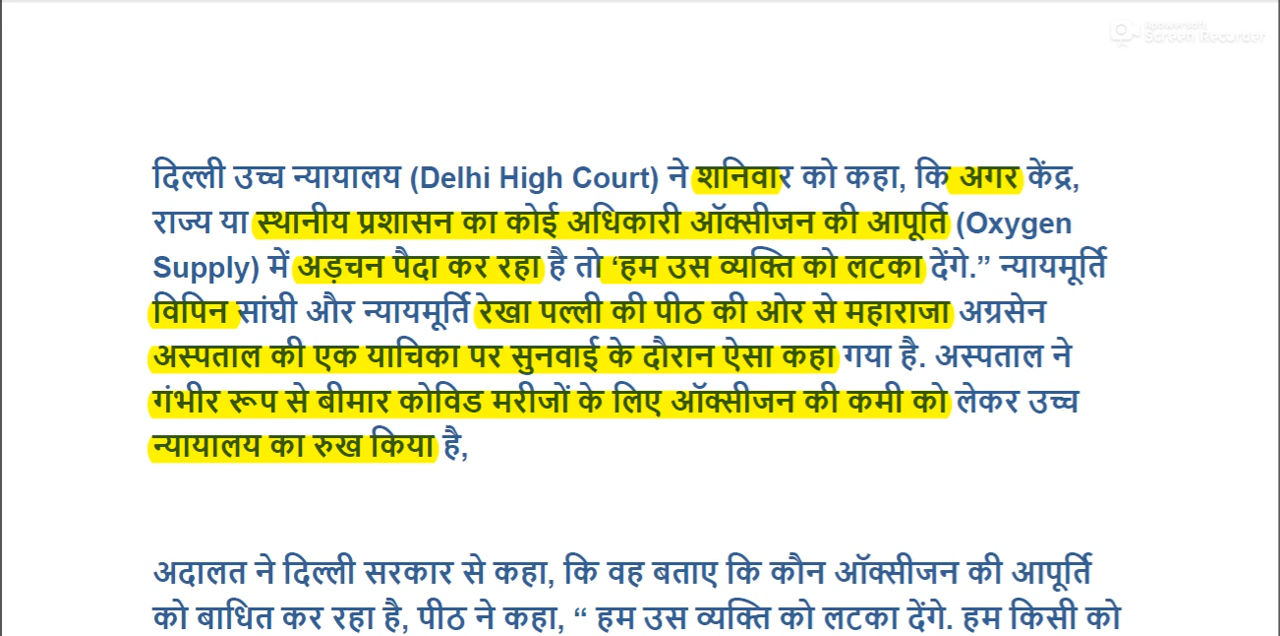 Apowersoft
Screen Recorder
दिल्ली उच्च न्यायालय (Delhi High Court) ने शनिवार को कहा, कि अगर केंद्र,
राज्य या स्थानीय प्रशासन का कोई अधिकारी ऑक्सीजन की आपूर्ति (Oxygen
Supply) में अड़चन पैदा कर रहा है तो ‘हम उस व्यक्ति को लटका देंगे.” न्यायमूर्ति
विपिन सांघी और न्यायमूर्ति रेखा पल्ली की पीठ की ओर से महाराजा अग्रसेन
अस्पताल की एक याचिका पर सुनवाई के दौरान ऐसा कहा गया है. अस्पताल ने
गंभीर रूप से बीमार कोविड मरीजों के लिए ऑक्सीजन की कमी को लेकर उच्च
न्यायालय का रुख किया है,
अदालत ने दिल्ली सरकार से कहा, कि वह बताए कि कौन ऑक्सीजन की आपूर्ति
को बाधित कर रहा है, पीठ ने कहा, “ हम उस व्यक्ति को लटका देंगे. हम किसी को